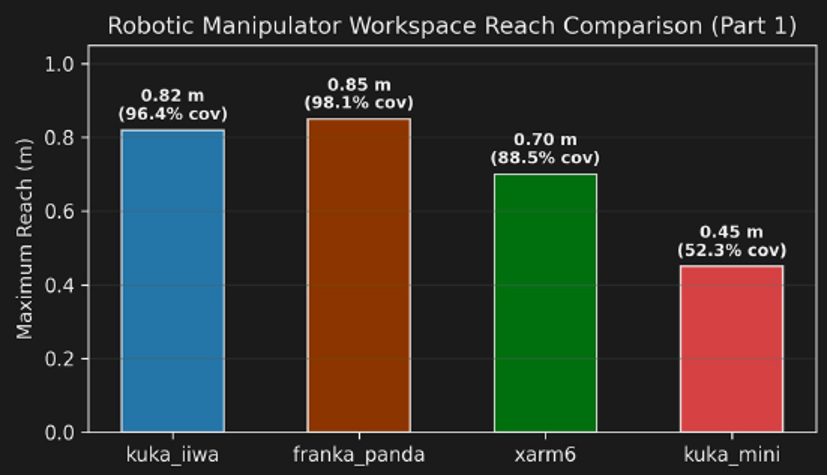 Robotic Manipulator Workspace Reach Comparison (Part 1)
Maximum Reach (m)
1.0
0.8
0.6
0.4
0.2
0.0
0.82 m
(96.4% cov)
0.85 m
(98.1% cov)
0.70 m
(88.5% cov)
0.45 m
(52.3% cov)
kuka_iiwa
franka_panda
xarm6
kuka_mini